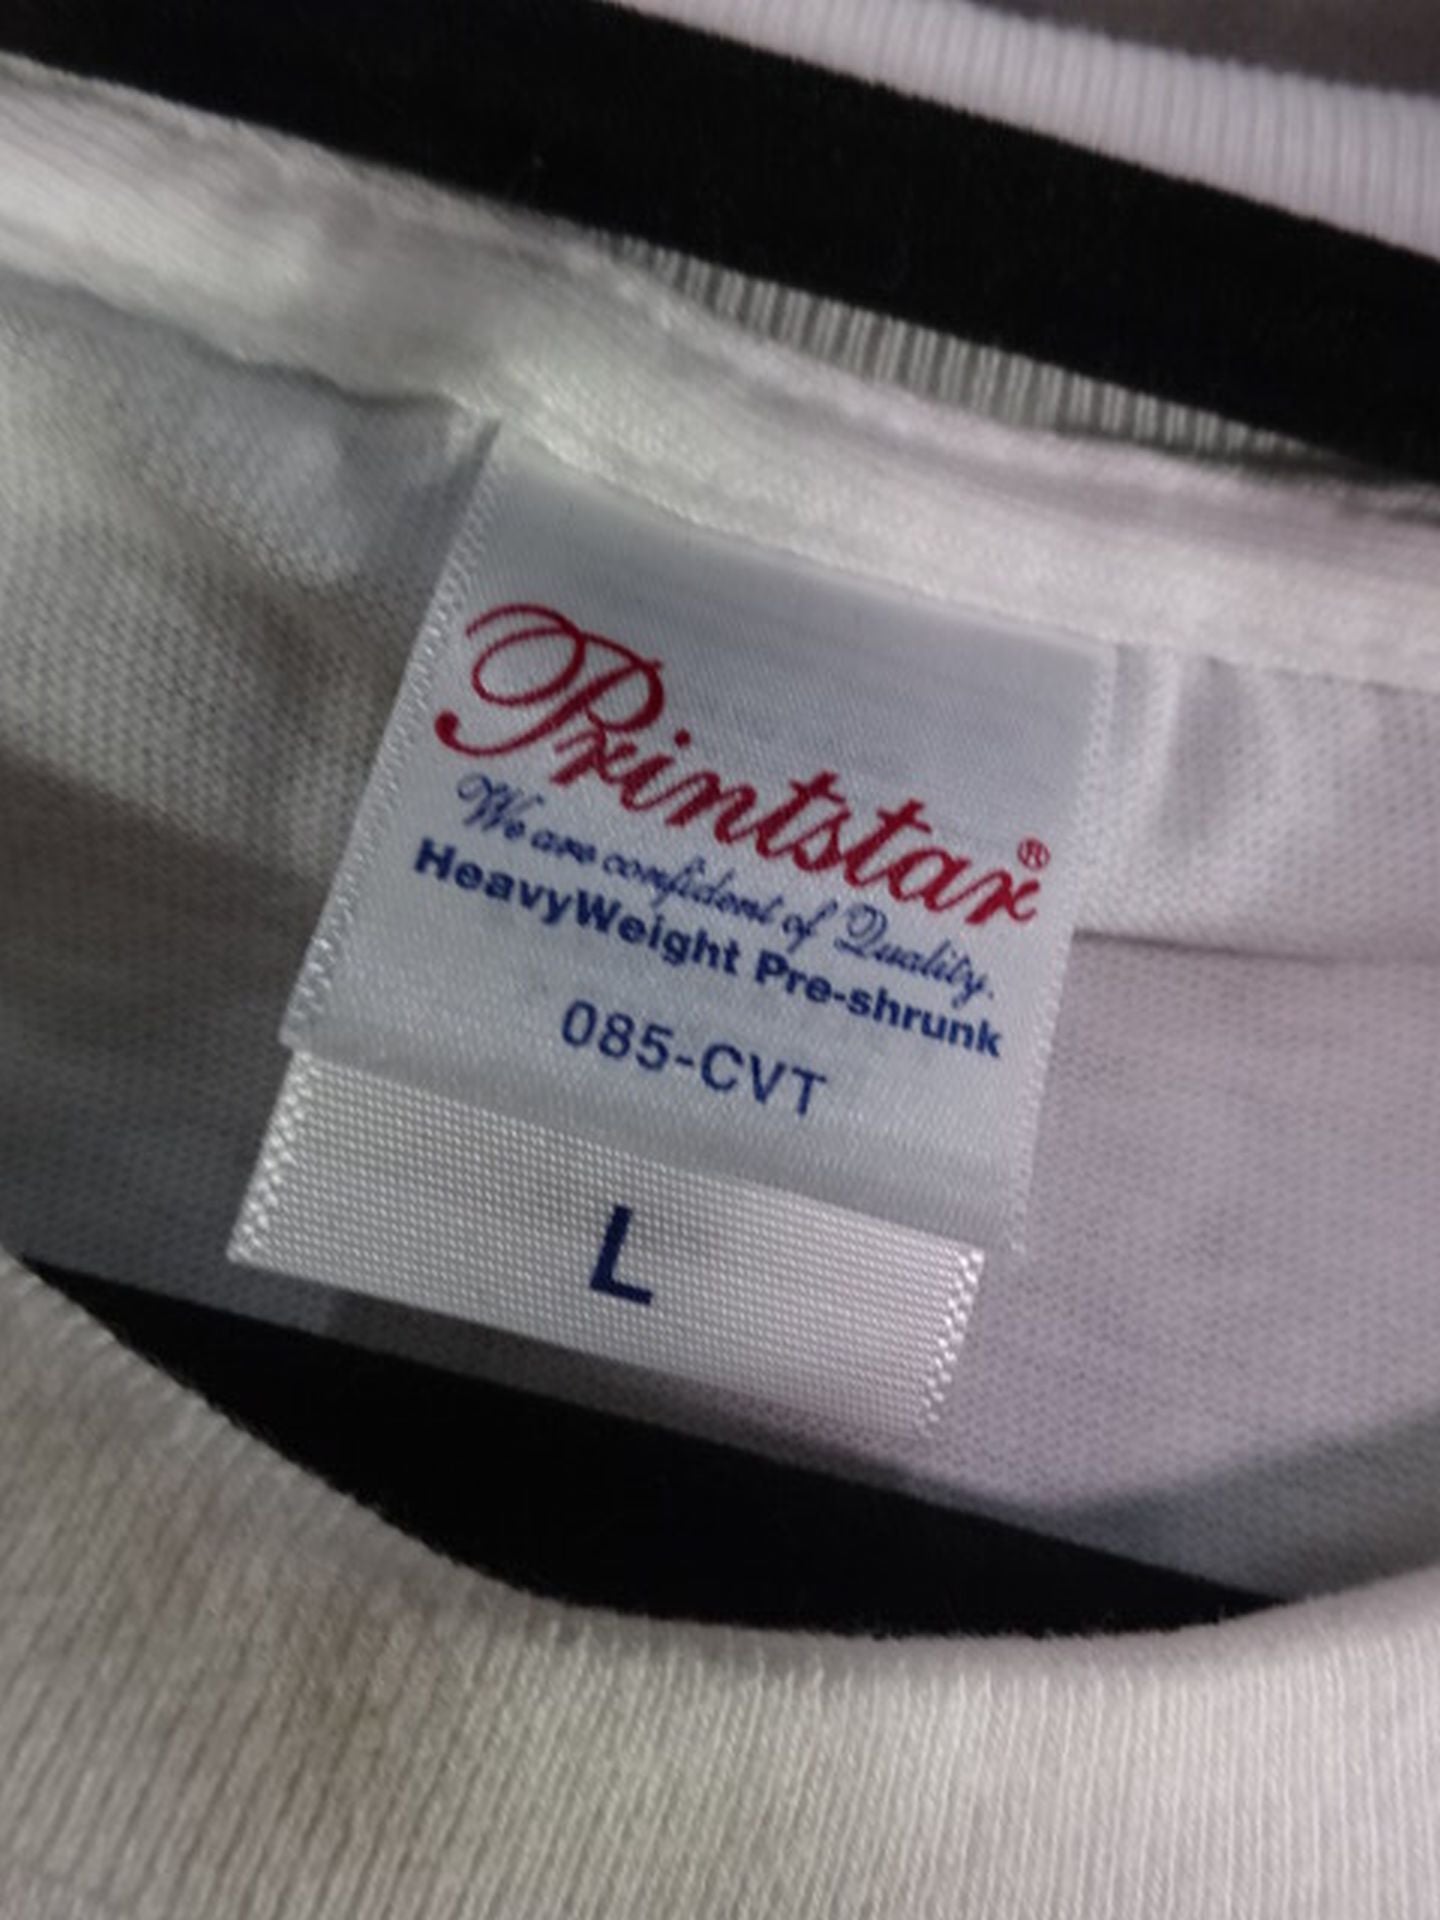 Printstar®
We are confident of Quality.
HeavyWeight Pre-shrunk
085-CVT
L